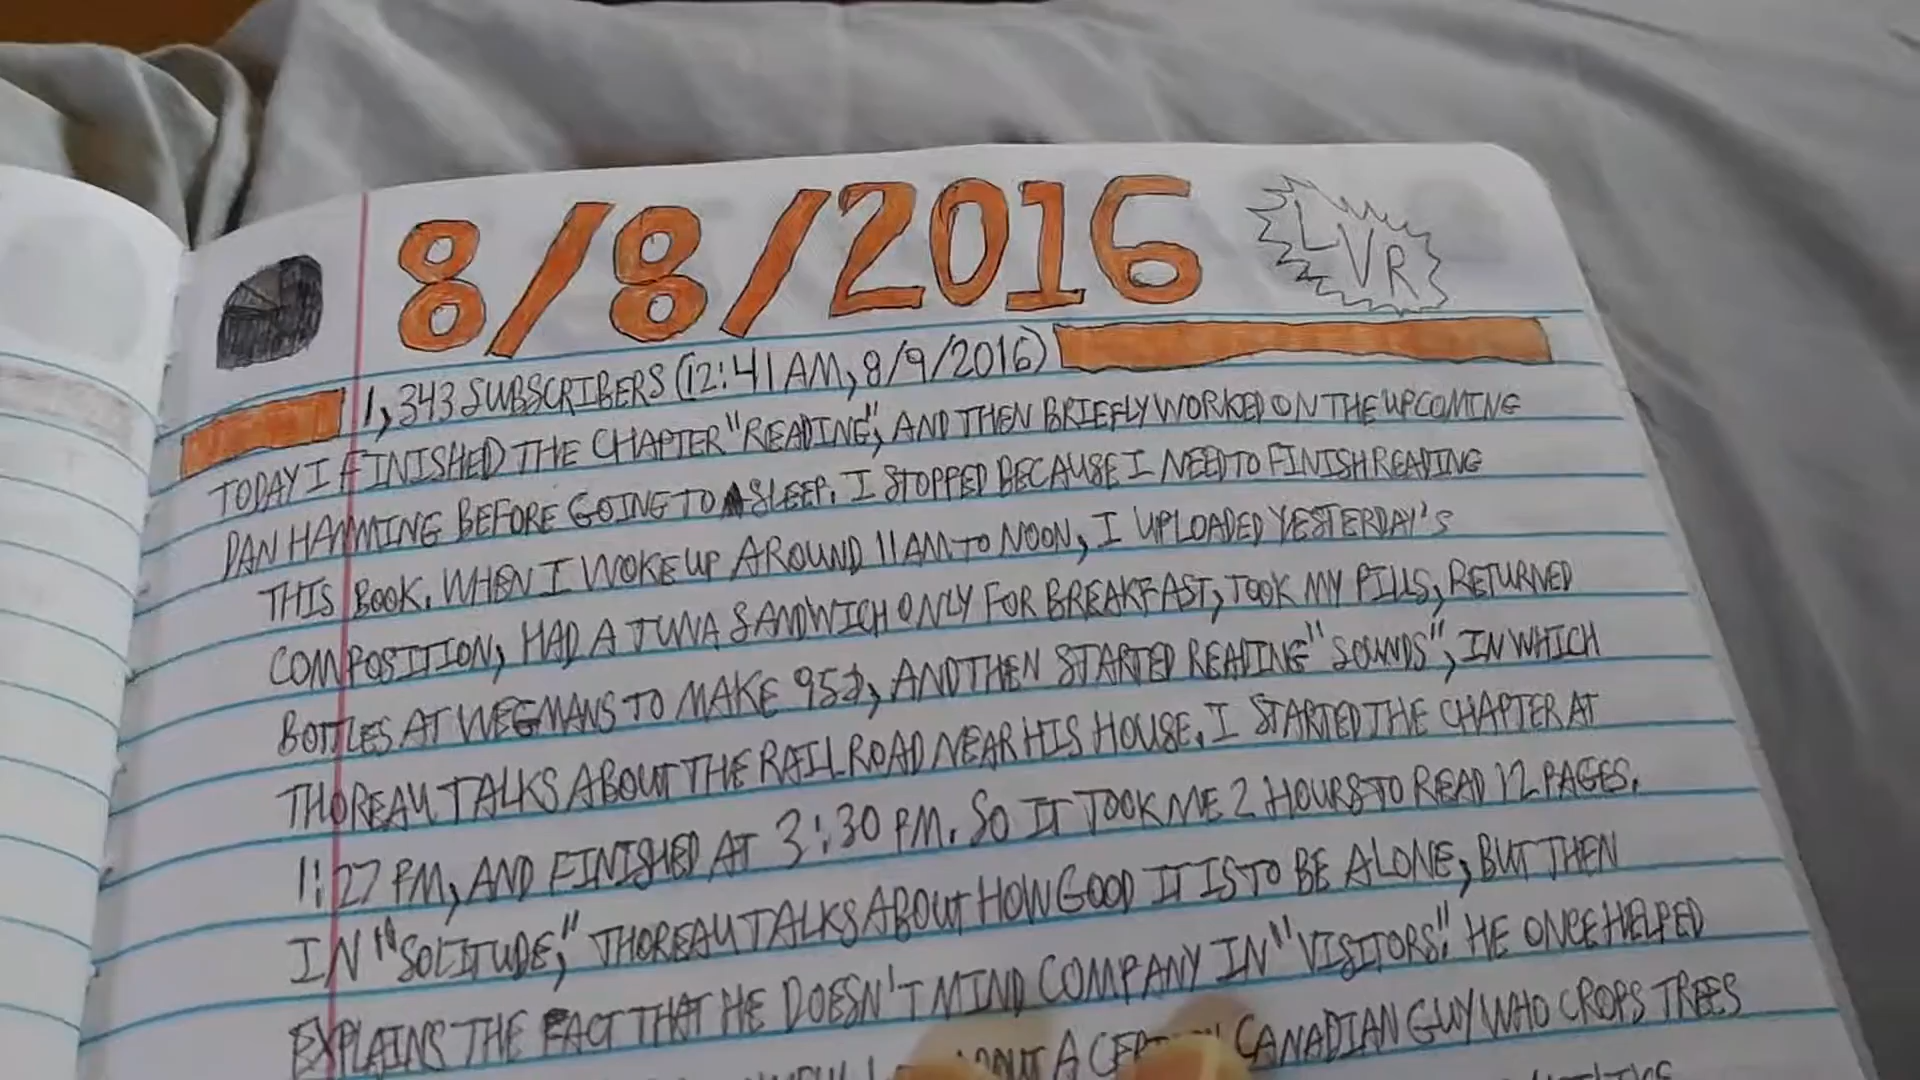 8/8/2016
LVR
1,343 SUBSCRIBERS (12:41 AM, 8/9/2016)
TODAY I FINISHED THE CHAPTER "READING", AND THEN BRIEFLY WORKED ON THE UPCOMING
DAN HAMMING BEFORE GOING TO ASLEEP. I STOPPED BECAUSE I NEED TO FINISH READING
THIS BOOK. WHEN I WOKE UP AROUND 11 AM TO NOON, I UPLOADED YESTERDAY'S
COMPOSITION, HAD A TUNA SANDWICH ONLY FOR BREAKFAST, TOOK MY PILLS, RETURNED
BOTTLES AT WEGMANS TO MAKE 95¢, AND THEN STARTED READING "SOUNDS", IN WHICH
THOREAU TALKS ABOUT THE RAILROAD NEAR HIS HOUSE. I STARTED THE CHAPTER AT
1:27 PM, AND FINISHED AT 3:30 PM. SO IT TOOK ME 2 HOURS TO READ 12 PAGES.
IN "SOLITUDE," THOREAU TALKS ABOUT HOW GOOD IT IS TO BE ALONE, BUT THEN
EXPLAINS THE FACT THAT HE DOESN'T MIND COMPANY IN "VISITORS". HE ONCE HELPED
A CANADIAN GUY WHO CROPS TREES